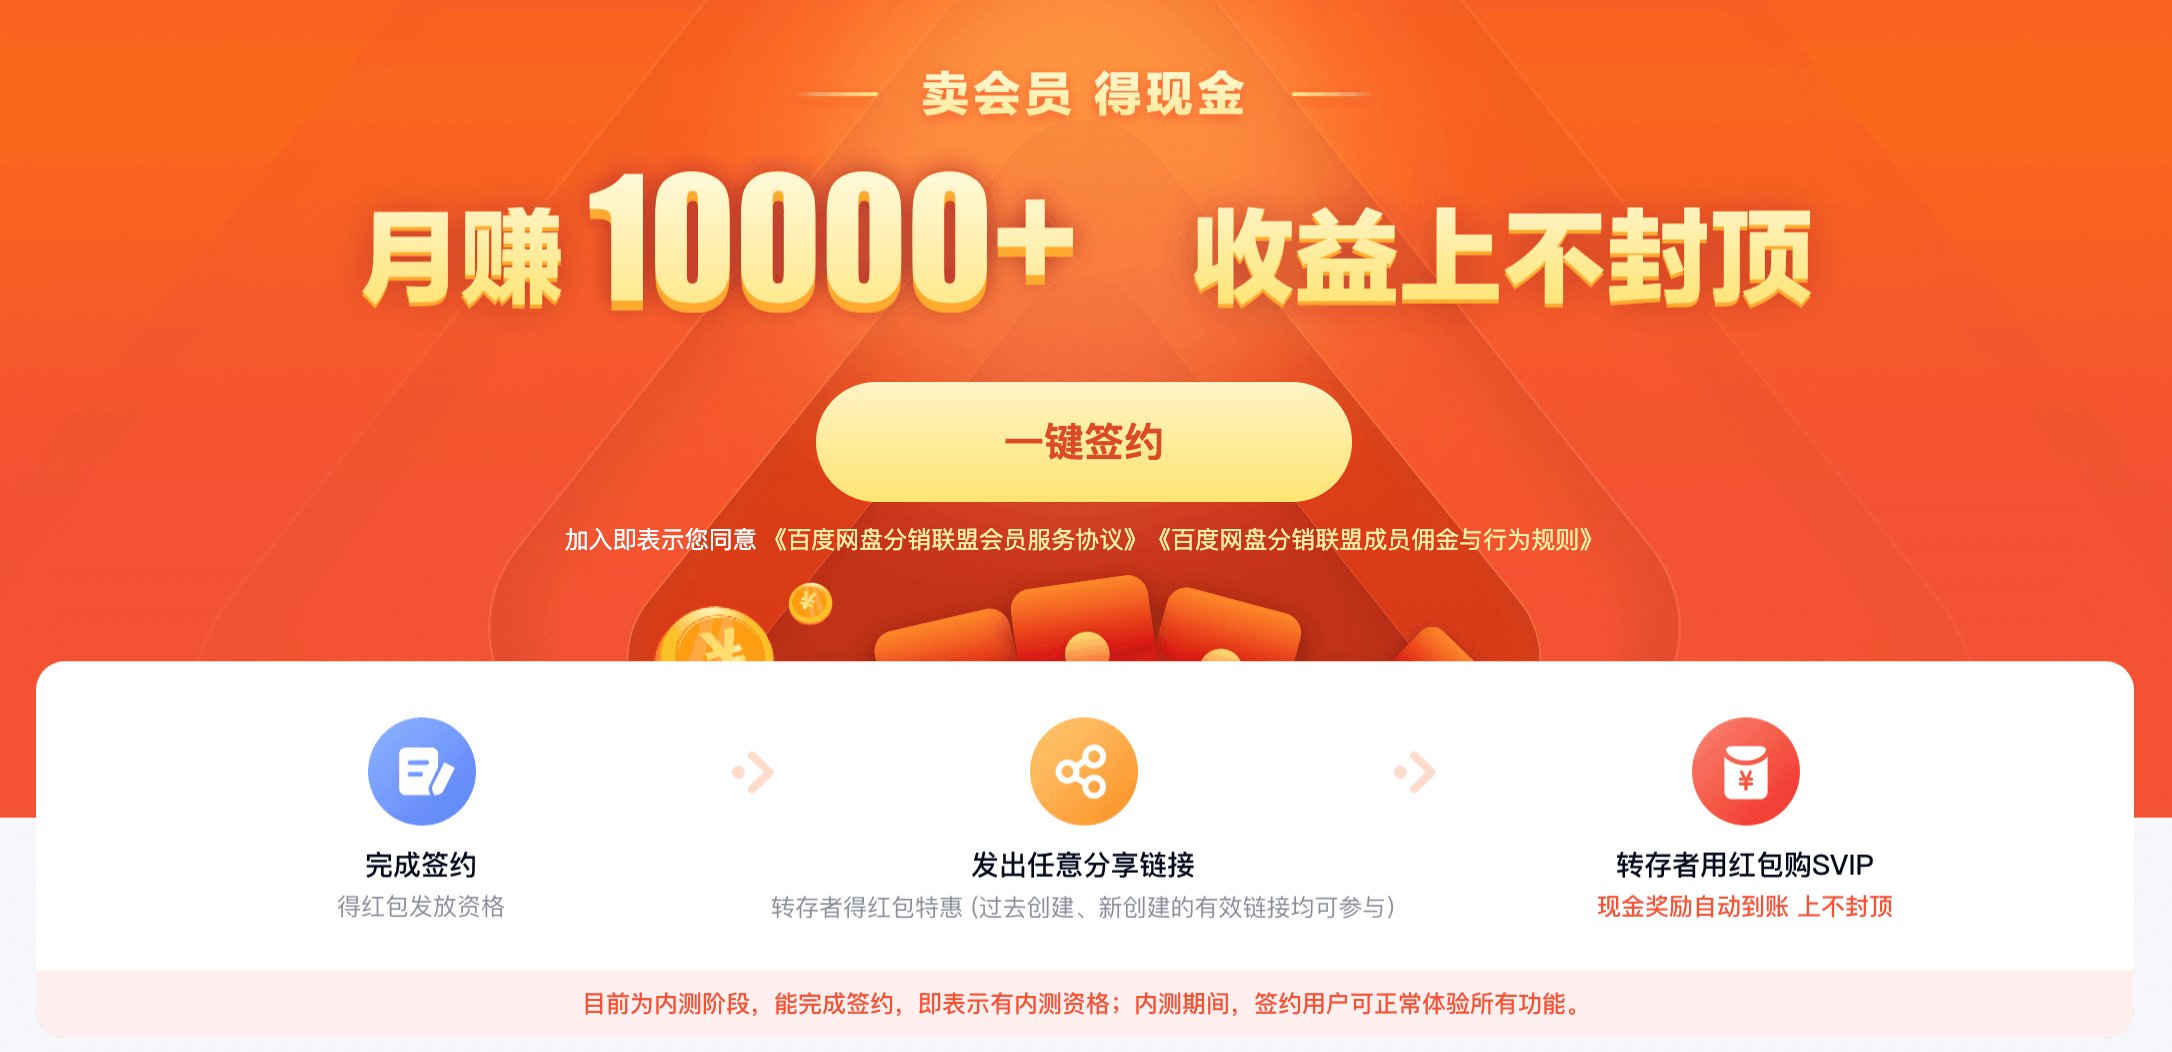 卖会员 得现金
月赚10000+ 收益上不封顶
一键签约
加入即表示您同意 《百度网盘分销联盟会员服务协议》《百度网盘分销联盟成员佣金与行为规则》
完成签约
得红包发放资格
发出任意分享链接
转存者得红包特惠 (过去创建、新创建的有效链接均可参与)
转存者用红包购SVIP
现金奖励自动到账 上不封顶
目前为内测阶段，能完成签约，即表示有内测资格；内测期间，签约用户可正常体验所有功能。